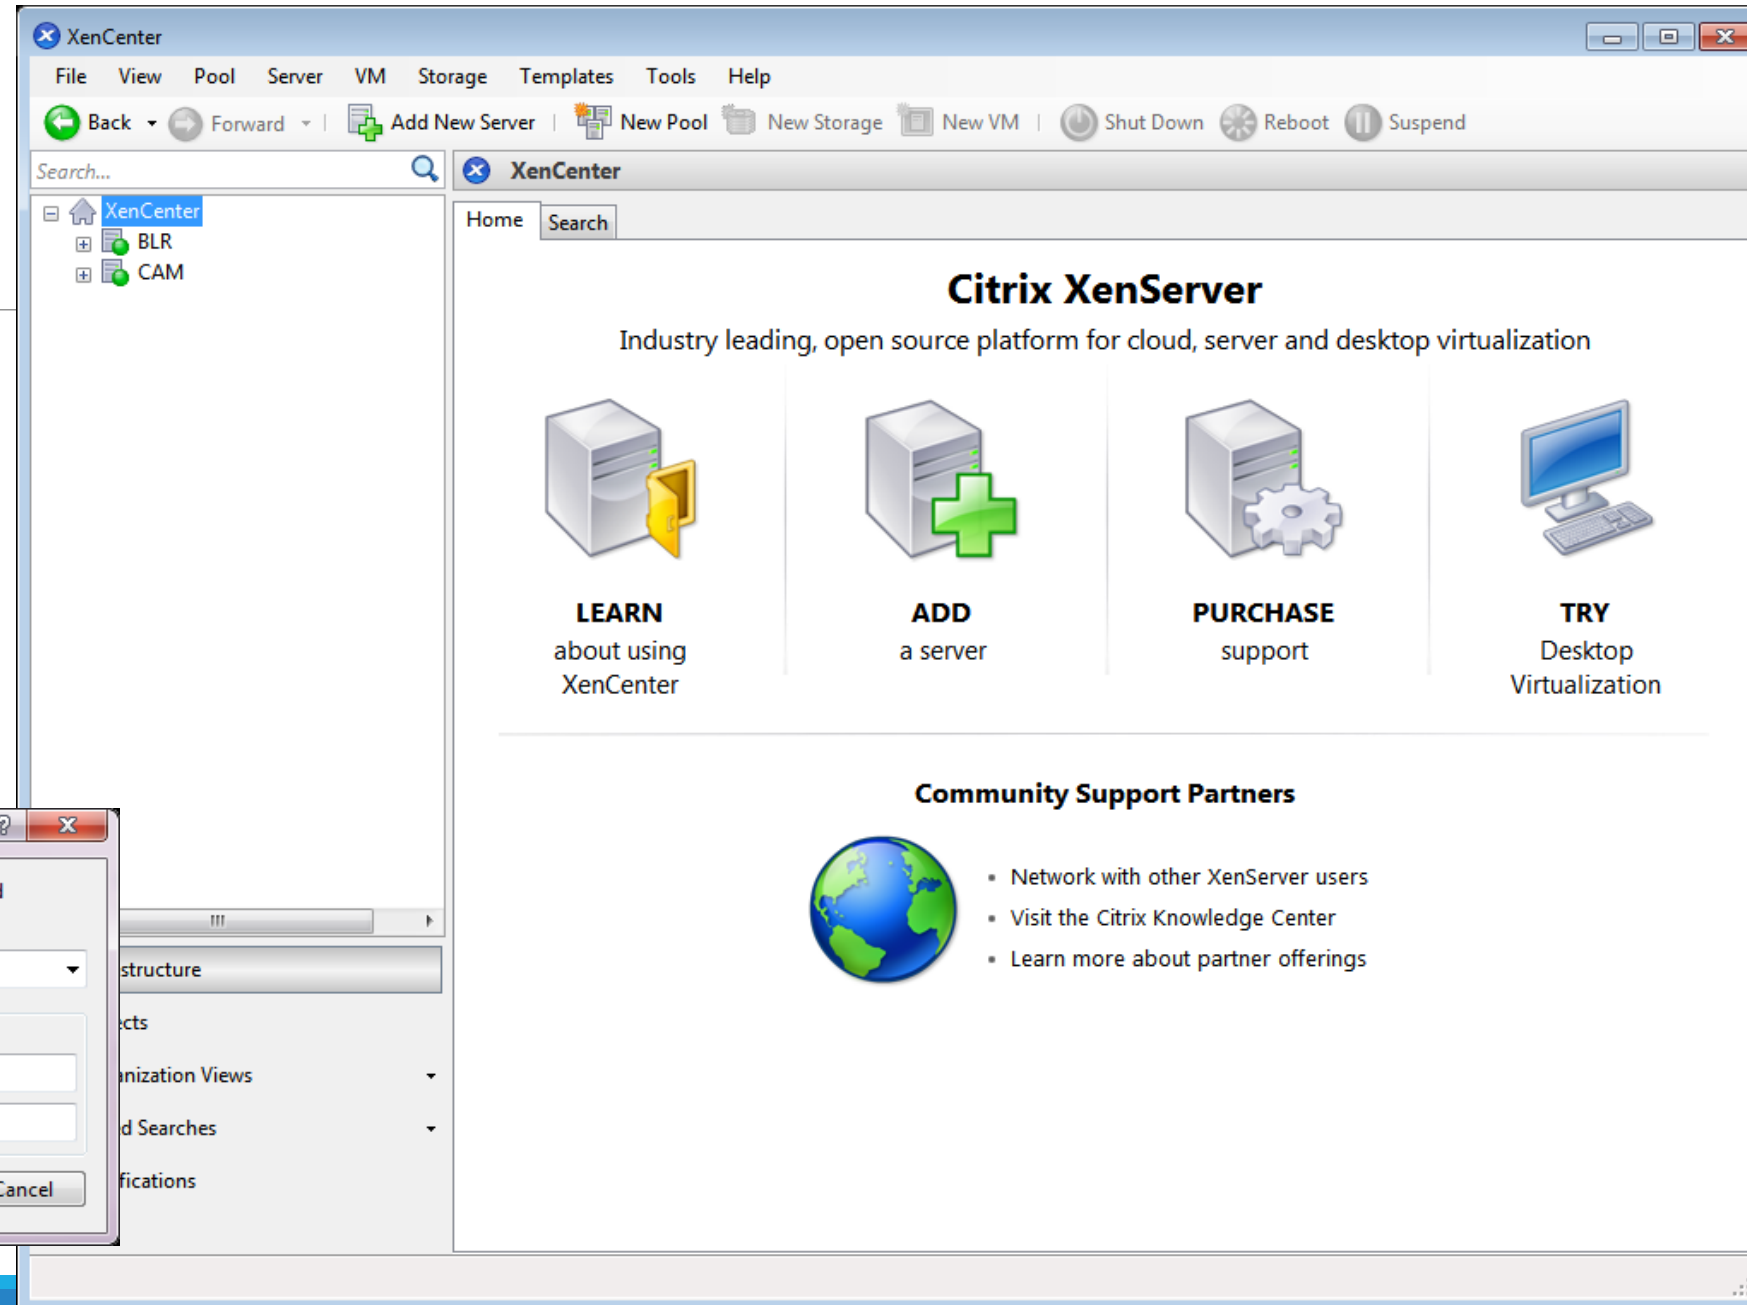 XenCenter
File View Pool Server VM Storage Templates Tools Help
Back Forward Add New Server New Pool New Storage New VM Shut Down Reboot Suspend
Search...
XenCenter
XenCenter
BLR
CAM
Home Search
Citrix XenServer
Industry leading, open source platform for cloud, server and desktop virtualization
LEARN
about using
XenCenter
ADD
a server
PURCHASE
support
TRY
Desktop
Virtualization
Community Support Partners
Network with other XenServer users
Visit the Citrix Knowledge Center
Learn more about partner offerings
structure
ects
anization Views
d Searches
fications
Cancel